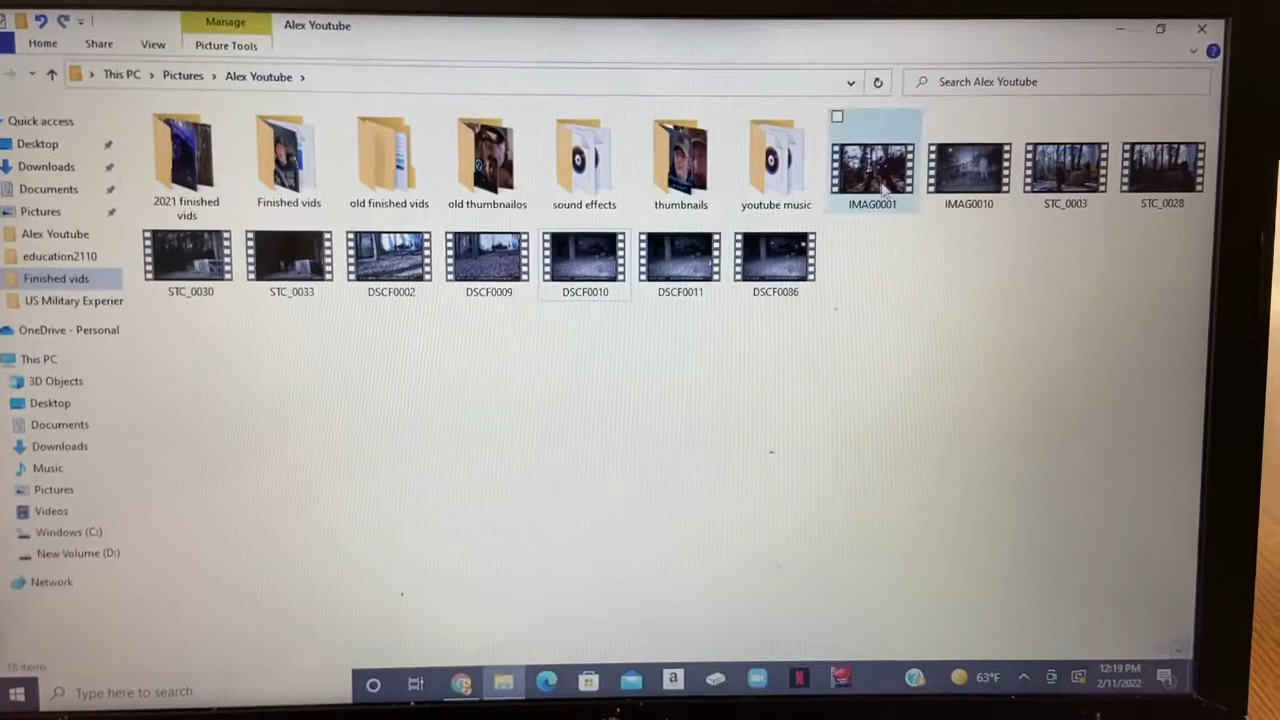 Manage
Alex Youtube
Home
Share
View
Picture Tools
This PC
Pictures
Alex Youtube
Search Alex Youtube
Quick access
Desktop
Downloads
Documents
Pictures
Alex Youtube
education2110
Finished vids
US Military Experier
OneDrive - Personal
This PC
3D Objects
Desktop
Documents
Downloads
Music
Pictures
Videos
Windows (C:)
New Volume (D:)
Network
2021 finished
vids
Finished vids
old finished vids
old thumbnailos
sound effects
thumbnails
youtube music
IMAG0001
IMAG0010
STC_0003
STC_0028
STC_0030
STC_0033
DSCF0002
DSCF0009
DSCF0010
DSCF0011
DSCF0086
18 items
Type here to search
a
N
63°F
12:19 PM
2/11/2022